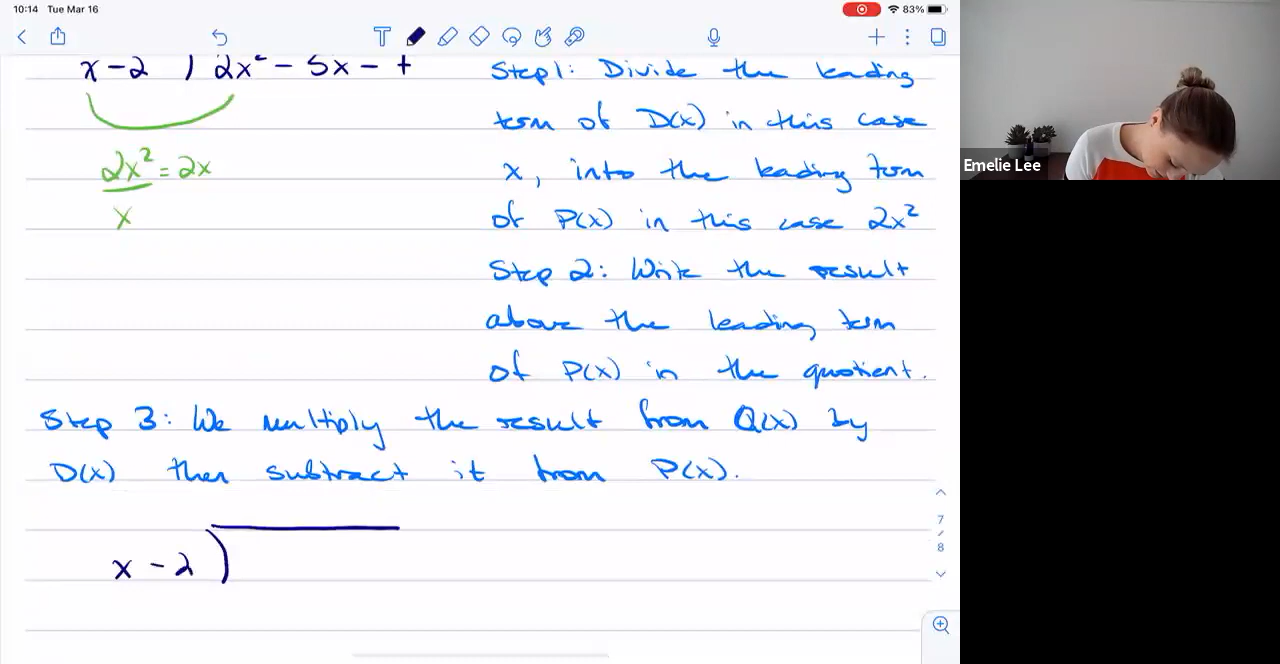 10:14 Tue Mar 16
83%
x - 2 ) 2x² - 5x -
2x² = 2x
x
Step 1: Divide the leading
term of D(x) in this case
x, into the leading term
of P(x) in this case 2x²
Step 2: Write the result
above the leading term
of P(x) in the quotient.
Step 3: We multiply the result from Q(x) by
D(x) then subtract it from P(x).
x - 2 )
7
/
8
Emelie Lee